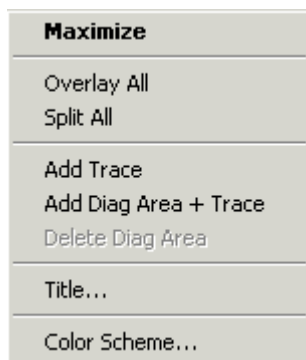 Maximize
Overlay All
Split All
Add Trace
Add Diag Area + Trace
Delete Diag Area
Title...
Color Scheme...